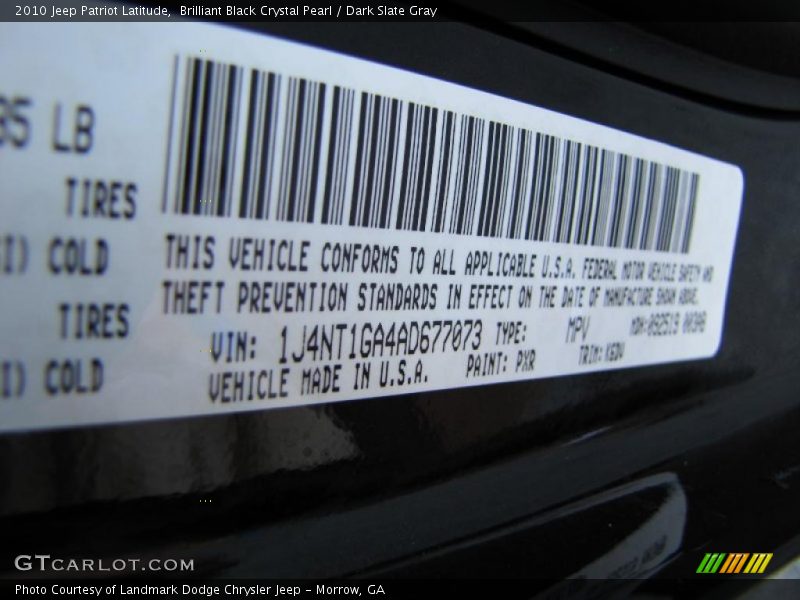 2010 Jeep Patriot Latitude, Brilliant Black Crystal Pearl / Dark Slate Gray
LB
TIRES
COLD
TIRES
COLD
THIS VEHICLE CONFORMS TO ALL APPLICABLE U.S.A. FEDERAL MOTOR VEHICLE SAFETY AND
THEFT PREVENTION STANDARDS IN EFFECT ON THE DATE OF MANUFACTURE SHOWN ABOVE.
VIN: 1J4NT1GA4AD677073 TYPE: MPV
VEHICLE MADE IN U.S.A. PAINT: PXR TRIM:
GTCARLOT.COM
Photo Courtesy of Landmark Dodge Chrysler Jeep – Morrow, GA